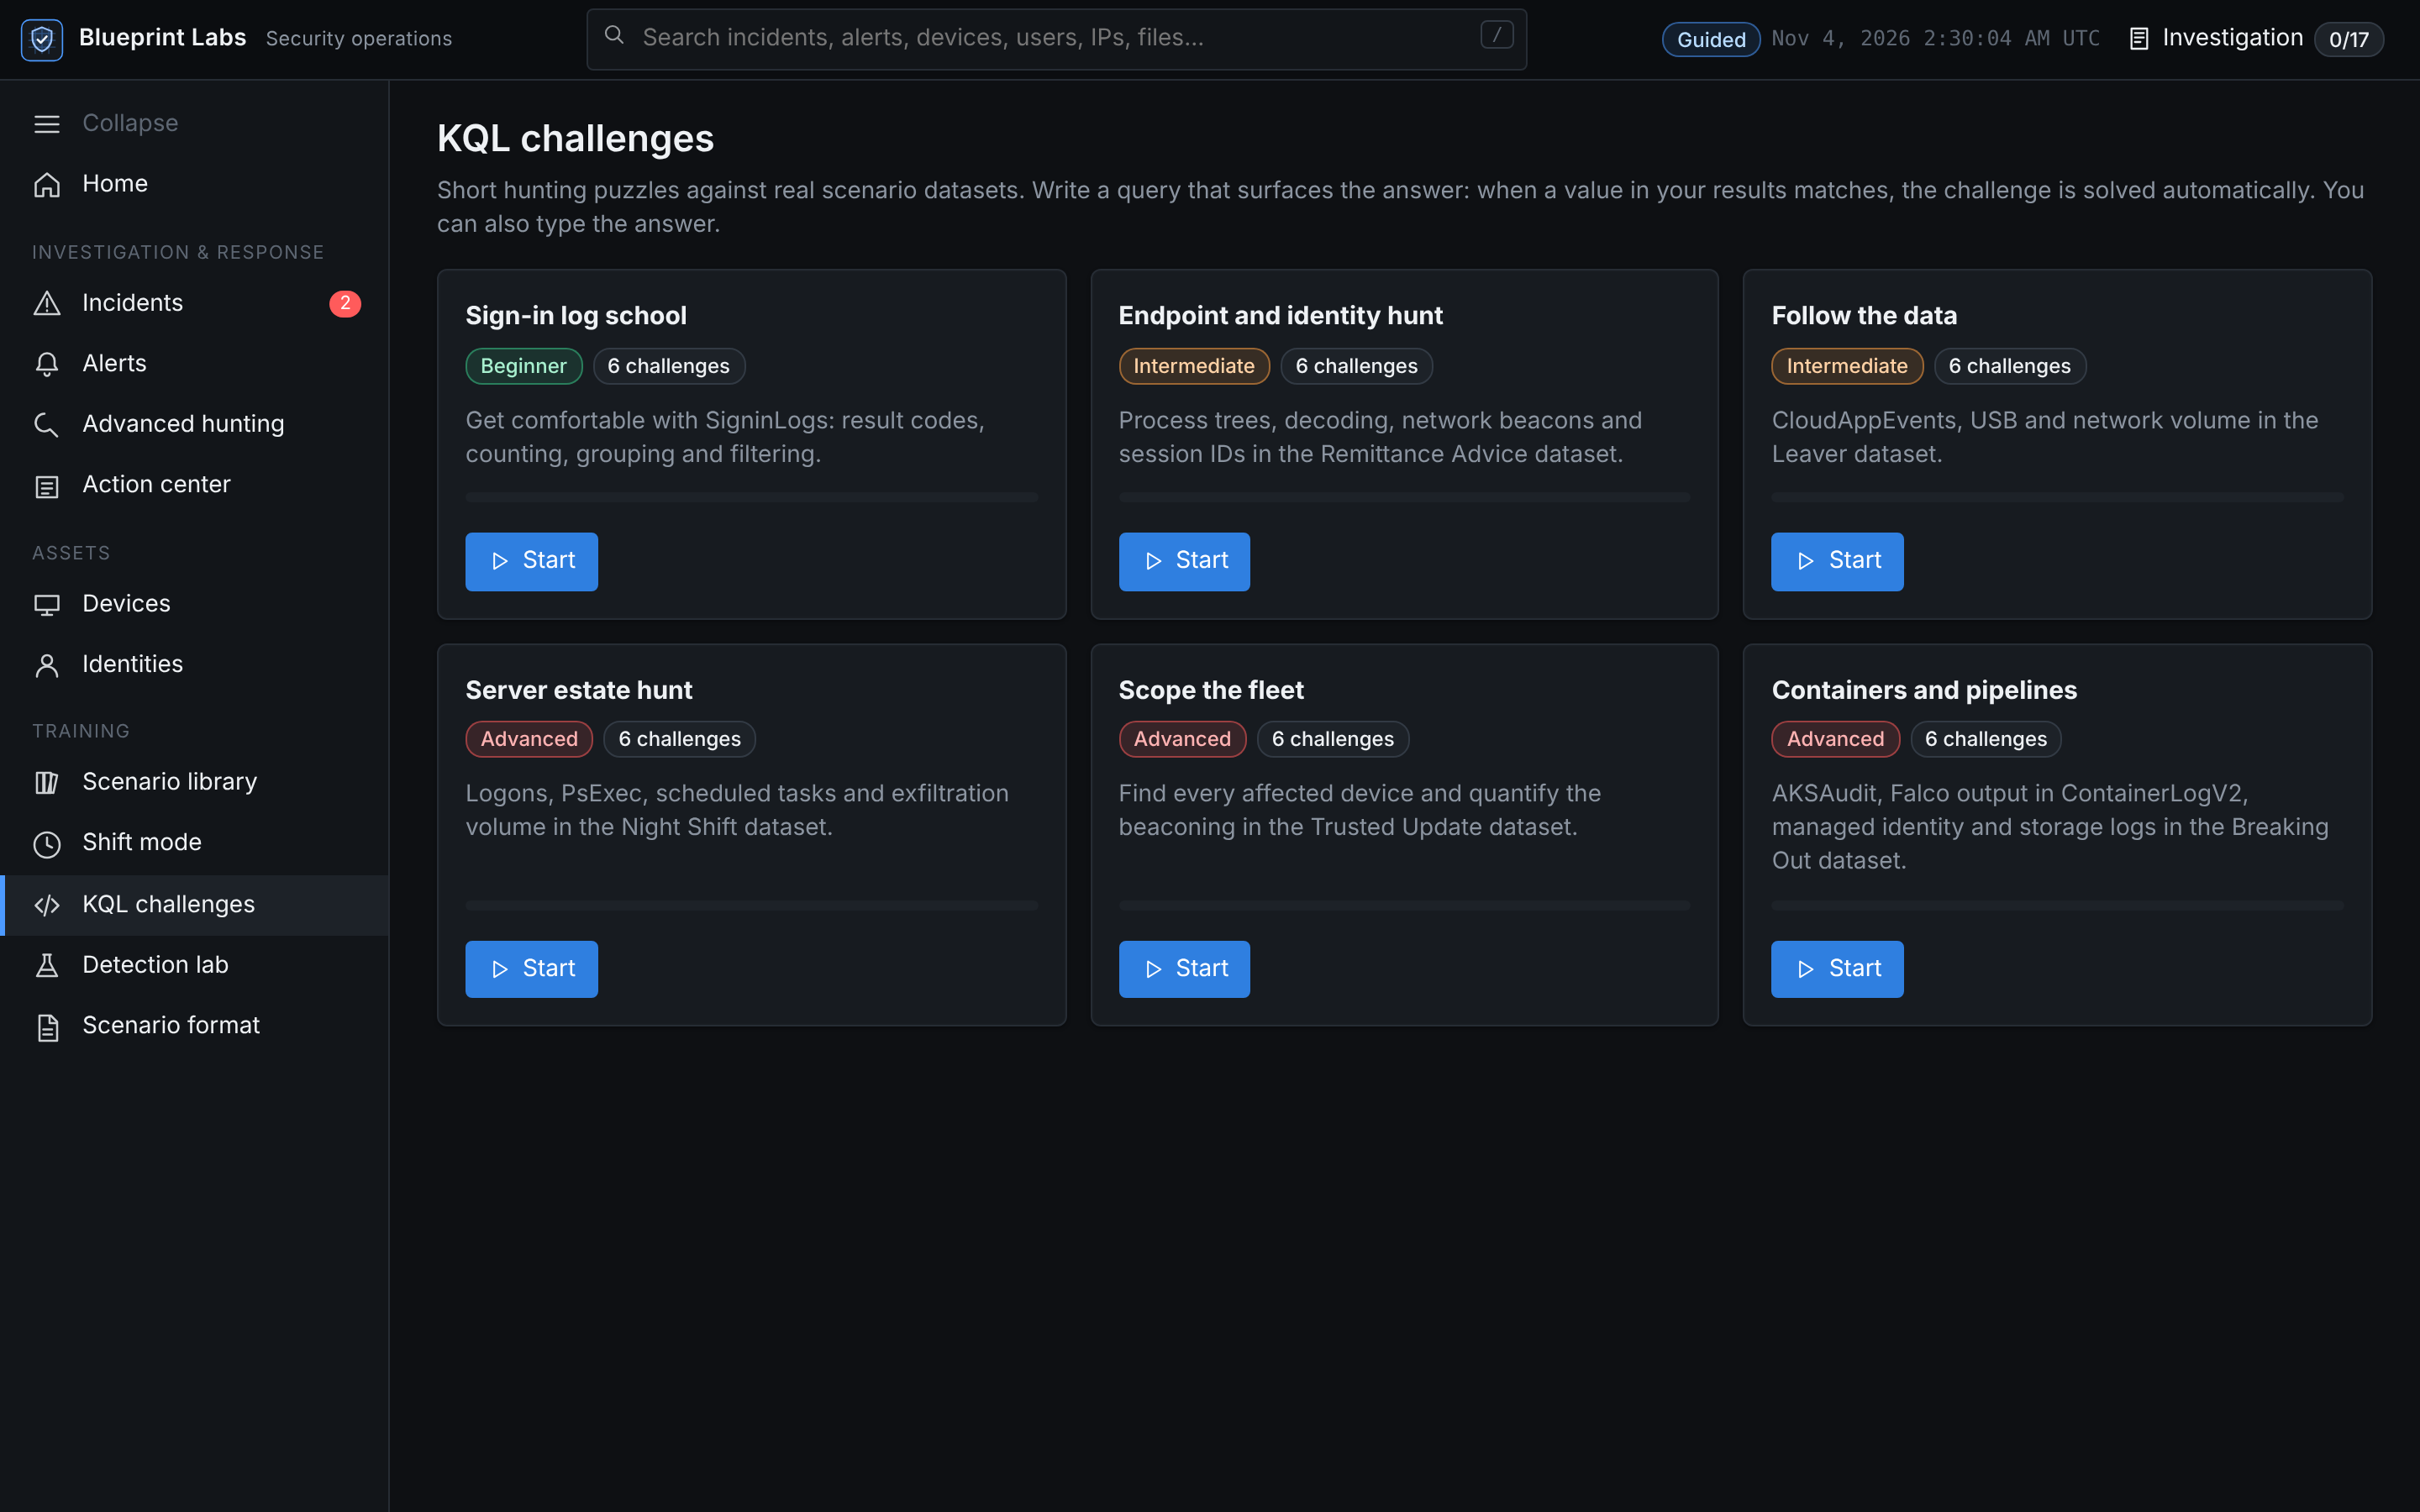 Blueprint Labs Security operations
Search incidents, alerts, devices, users, IPs, files... /
Guided Nov 4, 2026 2:30:04 AM UTC Investigation 0/17
Collapse
Home
INVESTIGATION & RESPONSE
Incidents 2
Alerts
Advanced hunting
Action center
ASSETS
Devices
Identities
TRAINING
Scenario library
Shift mode
KQL challenges
Detection lab
Scenario format
KQL challenges
Short hunting puzzles against real scenario datasets. Write a query that surfaces the answer: when a value in your results matches, the challenge is solved automatically. You
can also type the answer.
Sign-in log school
Beginner 6 challenges
Get comfortable with SigninLogs: result codes,
counting, grouping and filtering.
Start
Endpoint and identity hunt
Intermediate 6 challenges
Process trees, decoding, network beacons and
session IDs in the Remittance Advice dataset.
Start
Follow the data
Intermediate 6 challenges
CloudAppEvents, USB and network volume in the
Leaver dataset.
Start
Server estate hunt
Advanced 6 challenges
Logons, PsExec, scheduled tasks and exfiltration
volume in the Night Shift dataset.
Start
Scope the fleet
Advanced 6 challenges
Find every affected device and quantify the
beaconing in the Trusted Update dataset.
Start
Containers and pipelines
Advanced 6 challenges
AKSAudit, Falco output in ContainerLogV2,
managed identity and storage logs in the Breaking
Out dataset.
Start